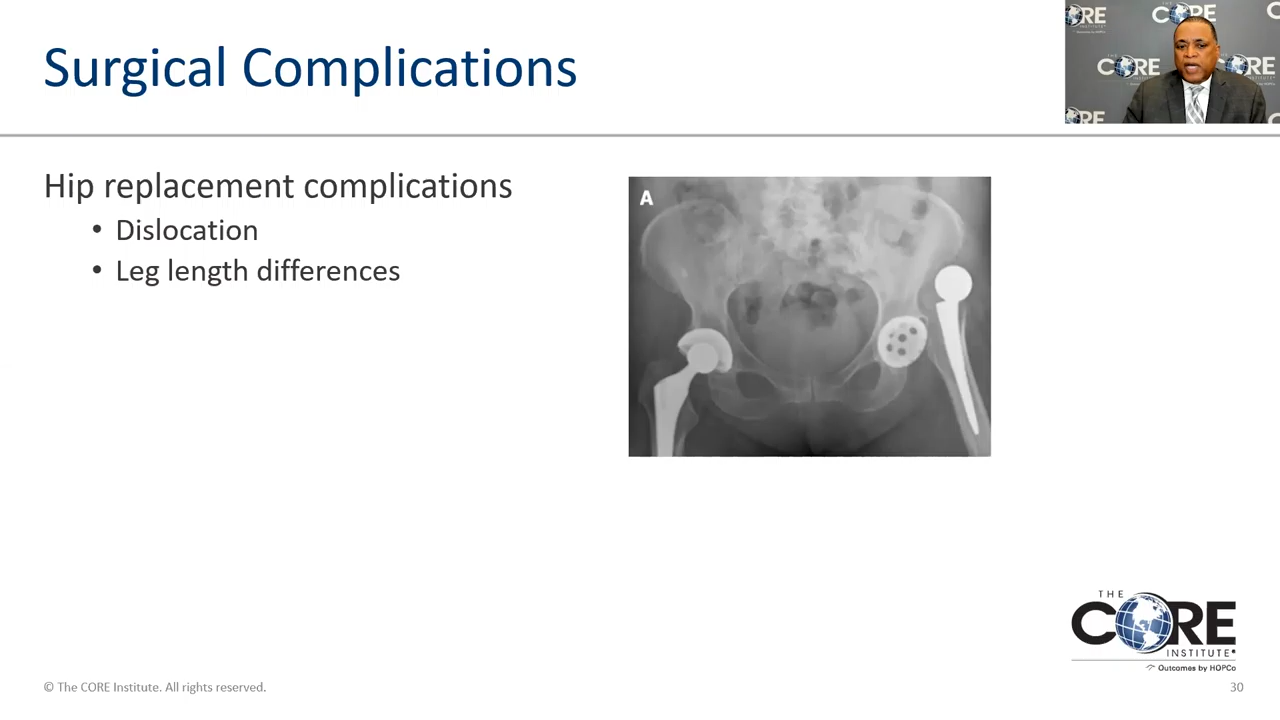 Surgical Complications
Hip replacement complications
• Dislocation
• Leg length differences
A
THE
CORE
INSTITUTE
Outcomes by HOPCo
© The CORE Institute. All rights reserved.
30